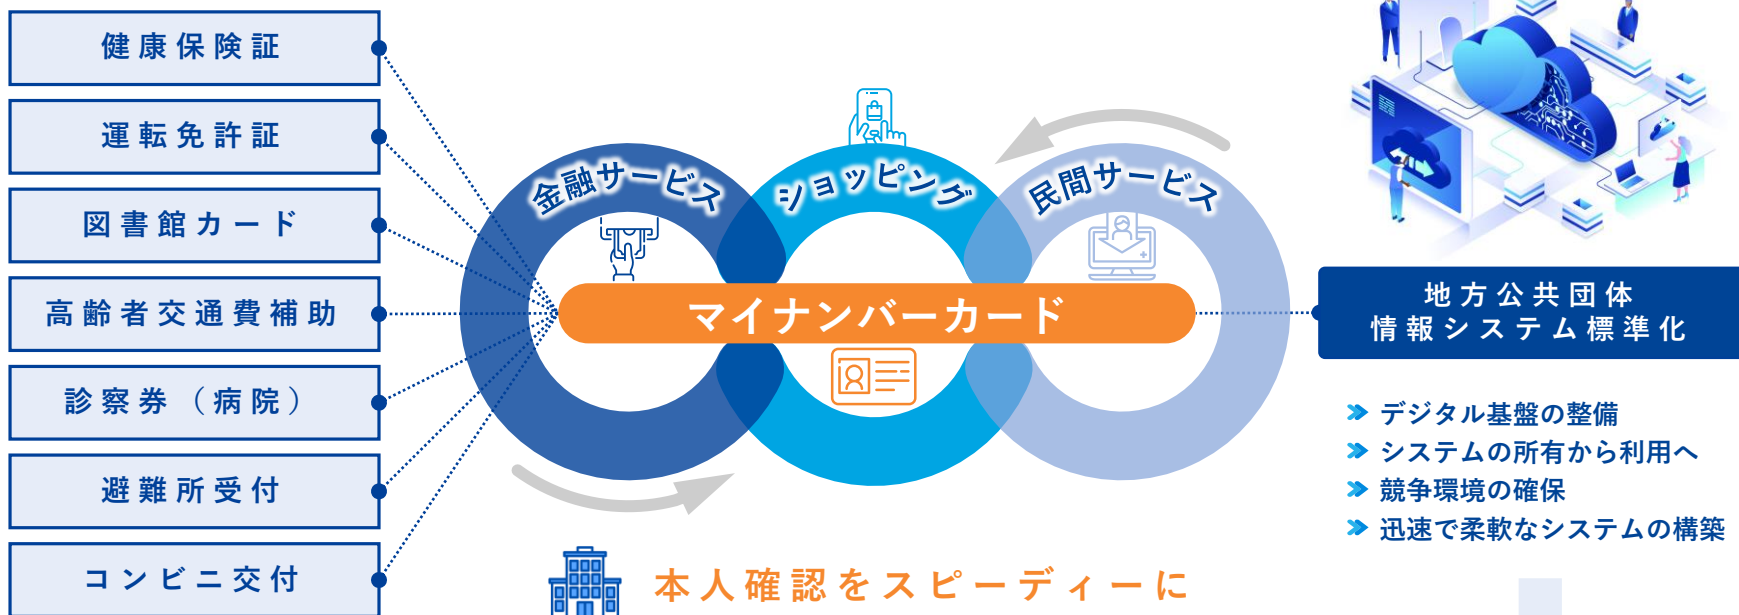 健康保険証
運転免許証
図書館カード
高齢者交通費補助
診察券（病院）
避難所受付
コンビニ交付
金融サービス
ショッピング
民間サービス
マイナンバーカード
本人確認をスピーディーに
地方公共団体
情報システム標準化
デジタル基盤の整備
システムの所有から利用へ
競争環境の確保
迅速で柔軟なシステムの構築